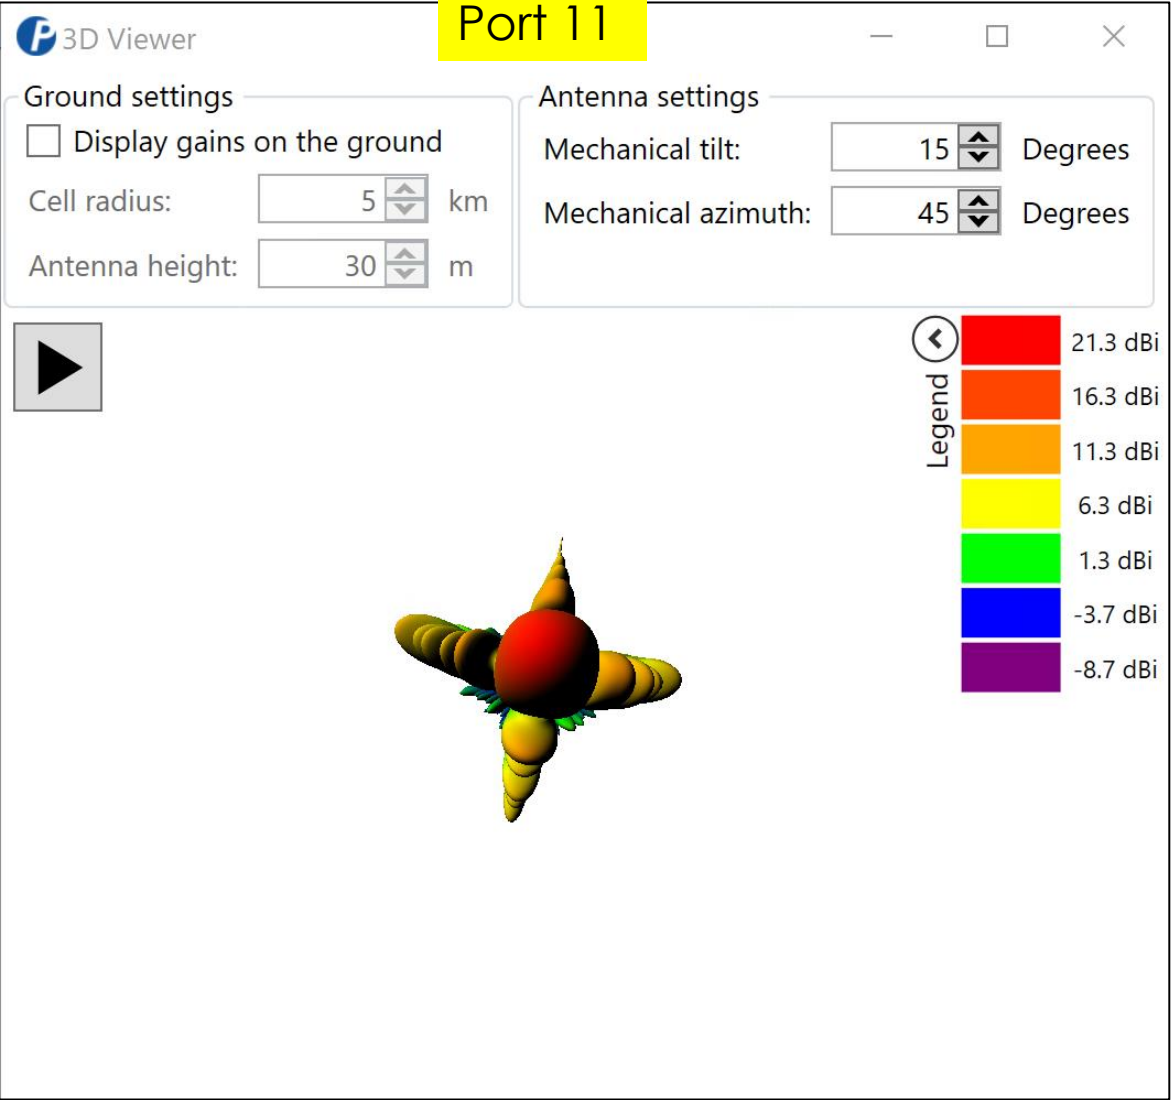 Port 11
3D Viewer
Ground settings
Display gains on the ground
Cell radius: 5 km
Antenna height: 30 m
Antenna settings
Mechanical tilt: 15 Degrees
Mechanical azimuth: 45 Degrees
Legend
21.3 dBi
16.3 dBi
11.3 dBi
6.3 dBi
1.3 dBi
-3.7 dBi
-8.7 dBi